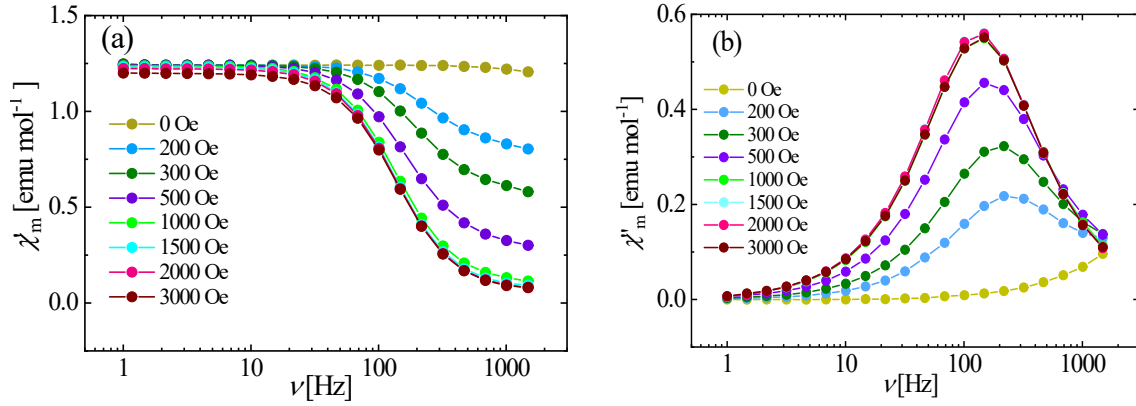 (a)
χ'm [emu mol⁻¹]
1.5
1.0
0.5
0.0
0 Oe
200 Oe
300 Oe
500 Oe
1000 Oe
1500 Oe
2000 Oe
3000 Oe
1
10
100
1000
ν[Hz]
(b)
χ''m [emu mol⁻¹]
0.6
0.4
0.2
0.0
0 Oe
200 Oe
300 Oe
500 Oe
1000 Oe
1500 Oe
2000 Oe
3000 Oe
1
10
100
1000
ν[Hz]